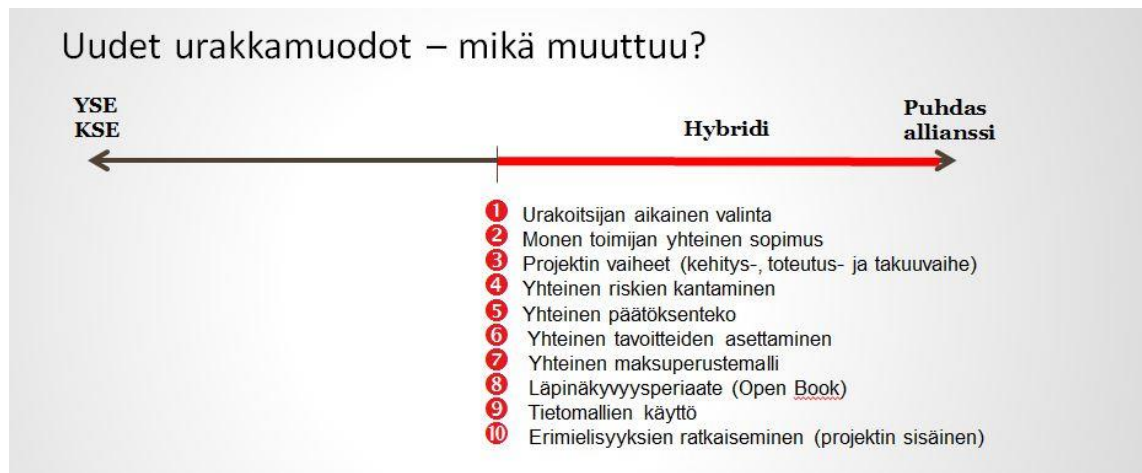 Uudet urakkamuodot – mikä muuttuu?
YSE
KSE
Hybridi
Puhdas
allianssi
1 Urakoitsijan aikainen valinta
2 Monen toimijan yhteinen sopimus
3 Projektin vaiheet (kehitys-, toteutus- ja takuuvaihe)
4 Yhteinen riskien kantaminen
5 Yhteinen päätöksenteko
6 Yhteinen tavoitteiden asettaminen
7 Yhteinen maksuperustemalli
8 Läpinäkyvyysperiaate (Open Book)
9 Tietomallien käyttö
10 Erimielisyyksien ratkaiseminen (projektin sisäinen)